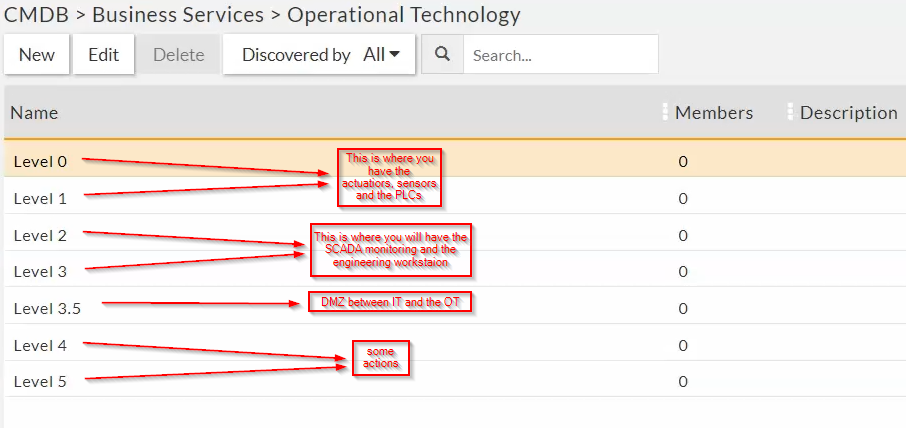 CMDB > Business Services > Operational Technology
New Edit Delete Discovered by All Search...
Name Members Description
Level 0 0
This is where you
have the
actuatiors, sensors
and the PLCs
Level 1 0
Level 2 0
This is where you will have the
SCADA monitoring and the
engineering workstaion
Level 3 0
Level 3.5 DMZ between IT and the OT 0
Level 4 0
some
actions
Level 5 0